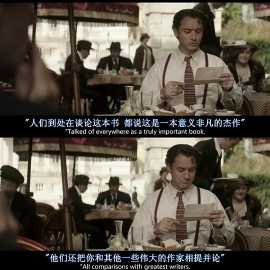 "人们到处在谈论这本书 都说这是一本意义非凡的杰作"
"Talked of everywhere as a truly important book.
"他们还把你和其他一些伟大的作家相提并论"
"All comparisons with greatest writers.